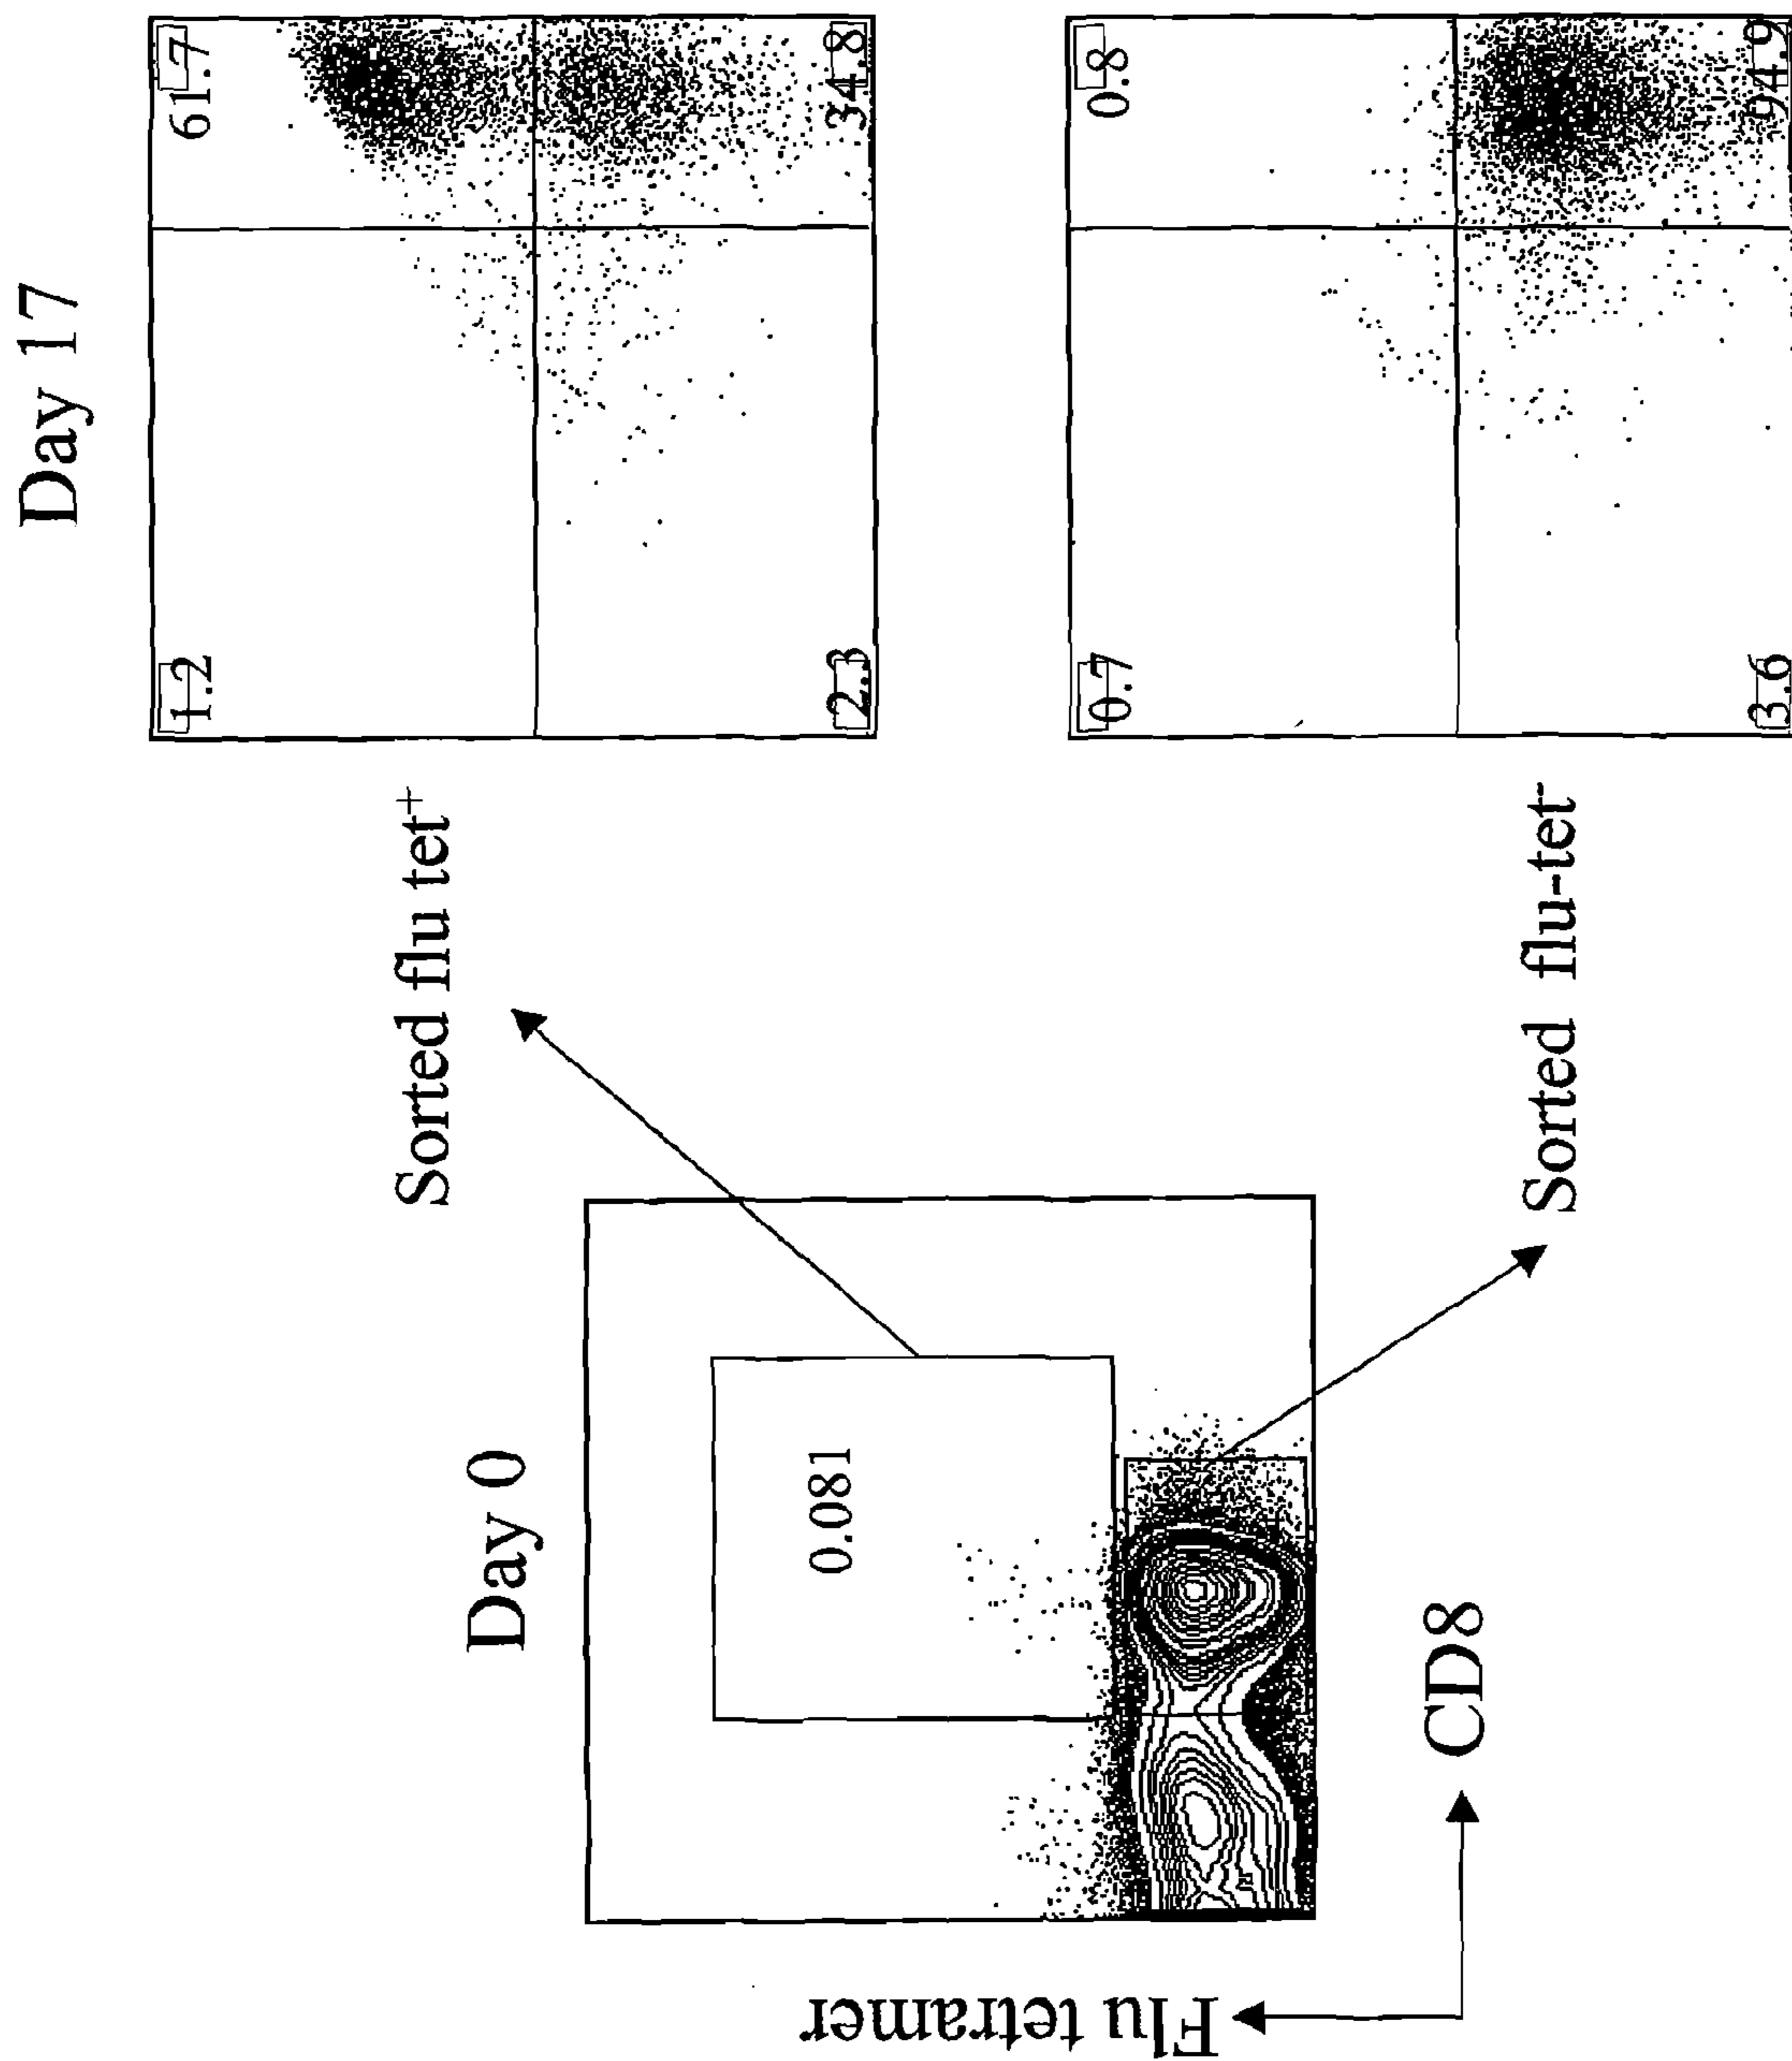 Day 17
1.2
61.7
Sorted flu tet⁺
Day 0
2.3
34.8
0.081
Flu tetramer
0.7
0.8
CD8
Sorted flu-tet⁻
3.6
94.9